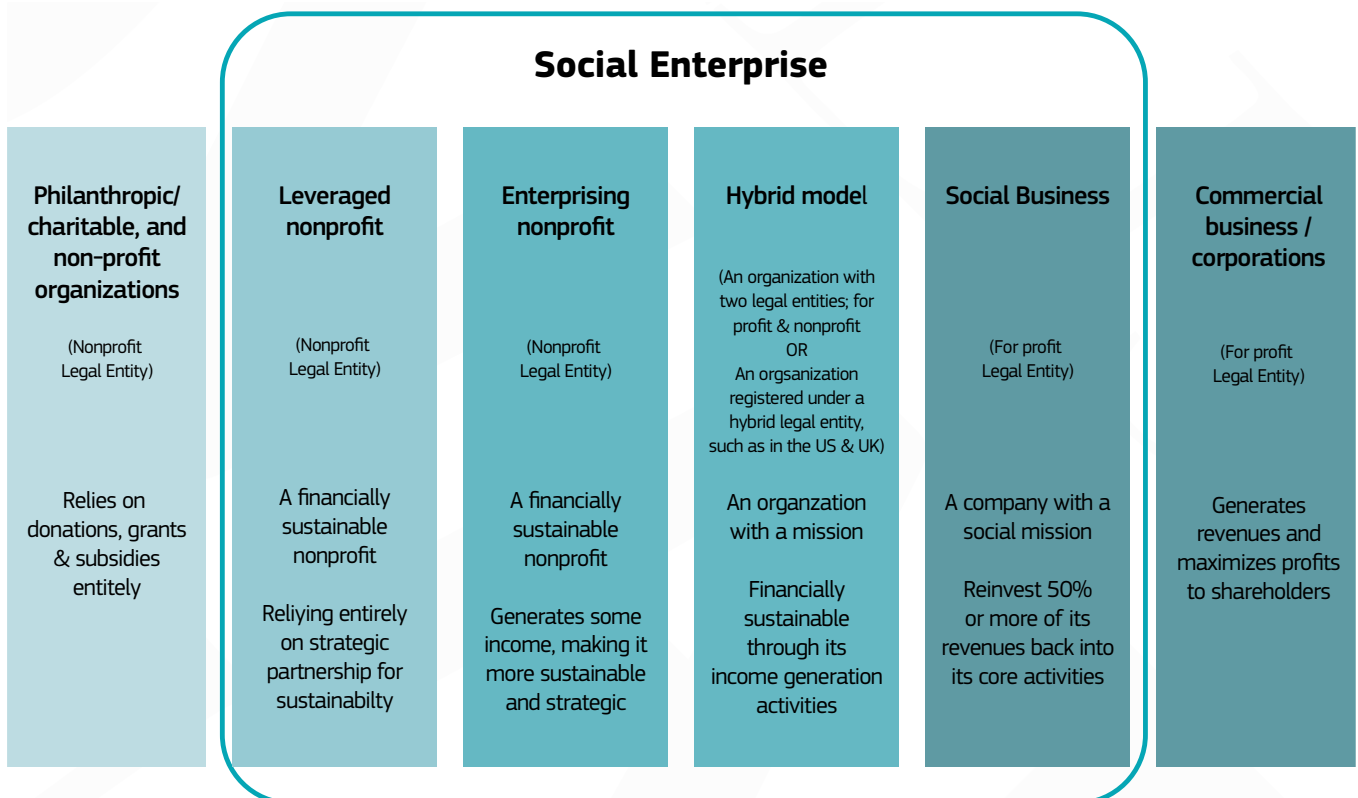 Social Enterprise
Philanthropic/
charitable, and
non-profit
organizations
(Nonprofit
Legal Entity)
Relies on
donations, grants
& subsidies
entitely
Leveraged
nonprofit
(Nonprofit
Legal Entity)
A financially
sustainable
nonprofit
Reliying entirely
on strategic
partnership for
sustainabilty
Enterprising
nonprofit
(Nonprofit
Legal Entity)
A financially
sustainable
nonprofit
Generates some
income, making it
more sustainable
and strategic
Hybrid model
(An organization with
two legal entities; for
profit & nonprofit
OR
An orgsanization
registered under a
hybrid legal entity,
such as in the US & UK)
An organzation
with a mission
Financially
sustainable
through its
income generation
activities
Social Business
(For profit
Legal Entity)
A company with a
social mission
Reinvest 50%
or more of its
revenues back into
its core activities
Commercial
business /
corporations
(For profit
Legal Entity)
Generates
revenues and
maximizes profits
to shareholders